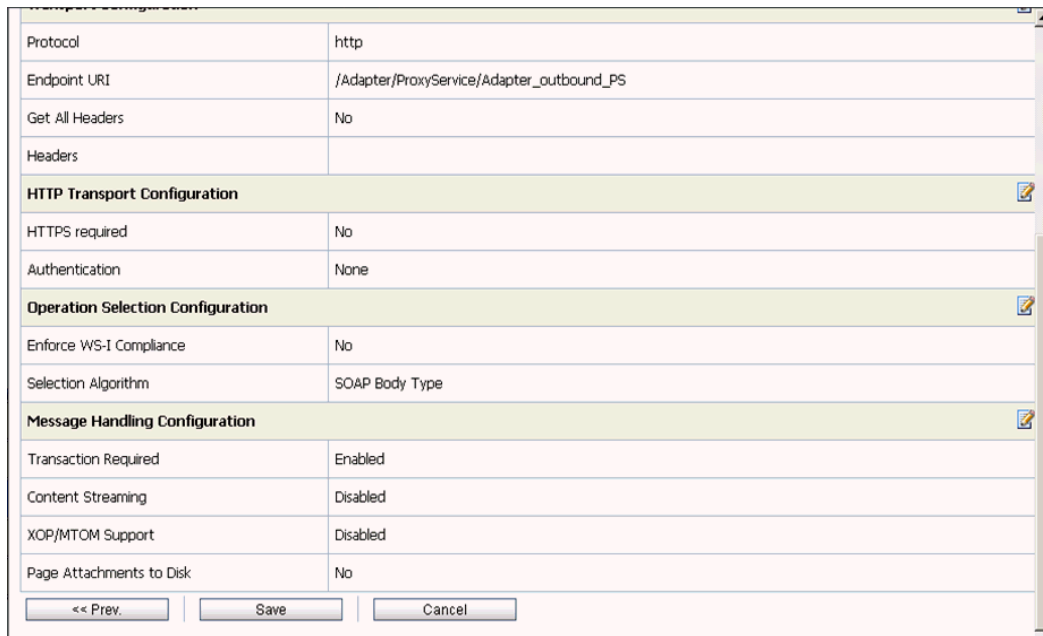 Transport Configuration
Protocol http
Endpoint URI /Adapter/ProxyService/Adapter_outbound_PS
Get All Headers No
Headers
HTTP Transport Configuration
HTTPS required No
Authentication None
Operation Selection Configuration
Enforce WS-I Compliance No
Selection Algorithm SOAP Body Type
Message Handling Configuration
Transaction Required Enabled
Content Streaming Disabled
XOP/MTOM Support Disabled
Page Attachments to Disk No
<< Prev. Save Cancel